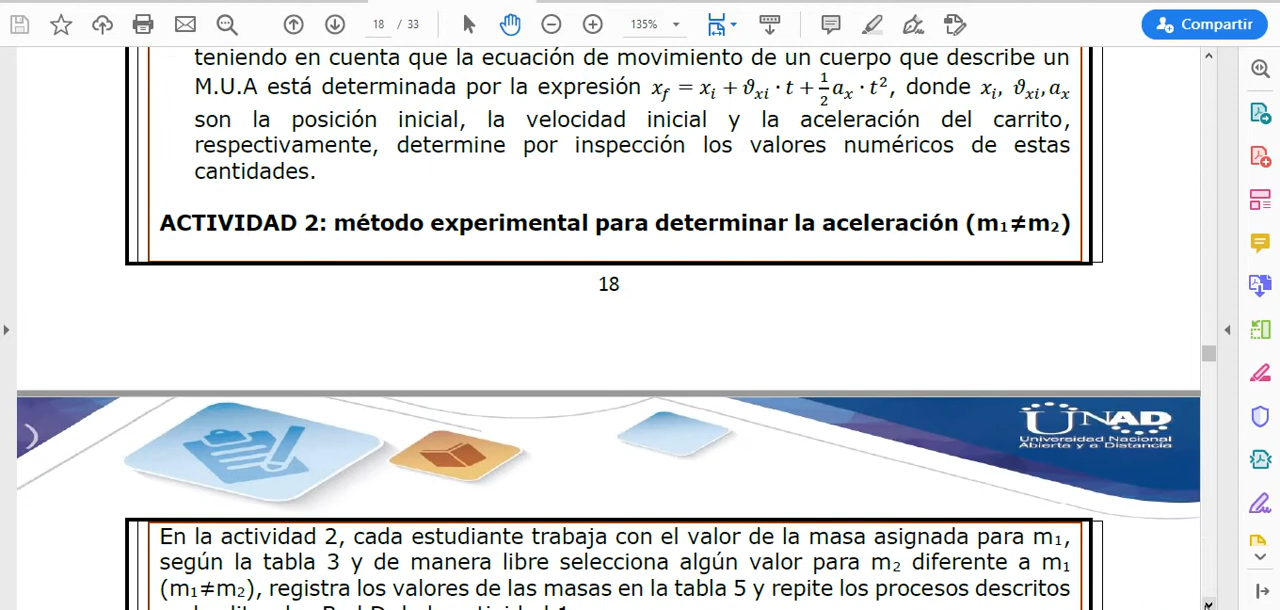 18 / 33
135%
Compartir
teniendo en cuenta que la ecuación de movimiento de un cuerpo que describe un
M.U.A está determinada por la expresión x_f = x_i + ϑ_xi · t + ½ a_x · t², donde x_i, ϑ_xi, a_x
son la posición inicial, la velocidad inicial y la aceleración del carrito,
respectivamente, determine por inspección los valores numéricos de estas
cantidades.
ACTIVIDAD 2: método experimental para determinar la aceleración (m₁≠m₂)
18
UNAD
Universidad Nacional
Abierta y a Distancia
En la actividad 2, cada estudiante trabaja con el valor de la masa asignada para m₁,
según la tabla 3 y de manera libre selecciona algún valor para m₂ diferente a m₁
(m₁≠m₂), registra los valores de las masas en la tabla 5 y repite los procesos descritos